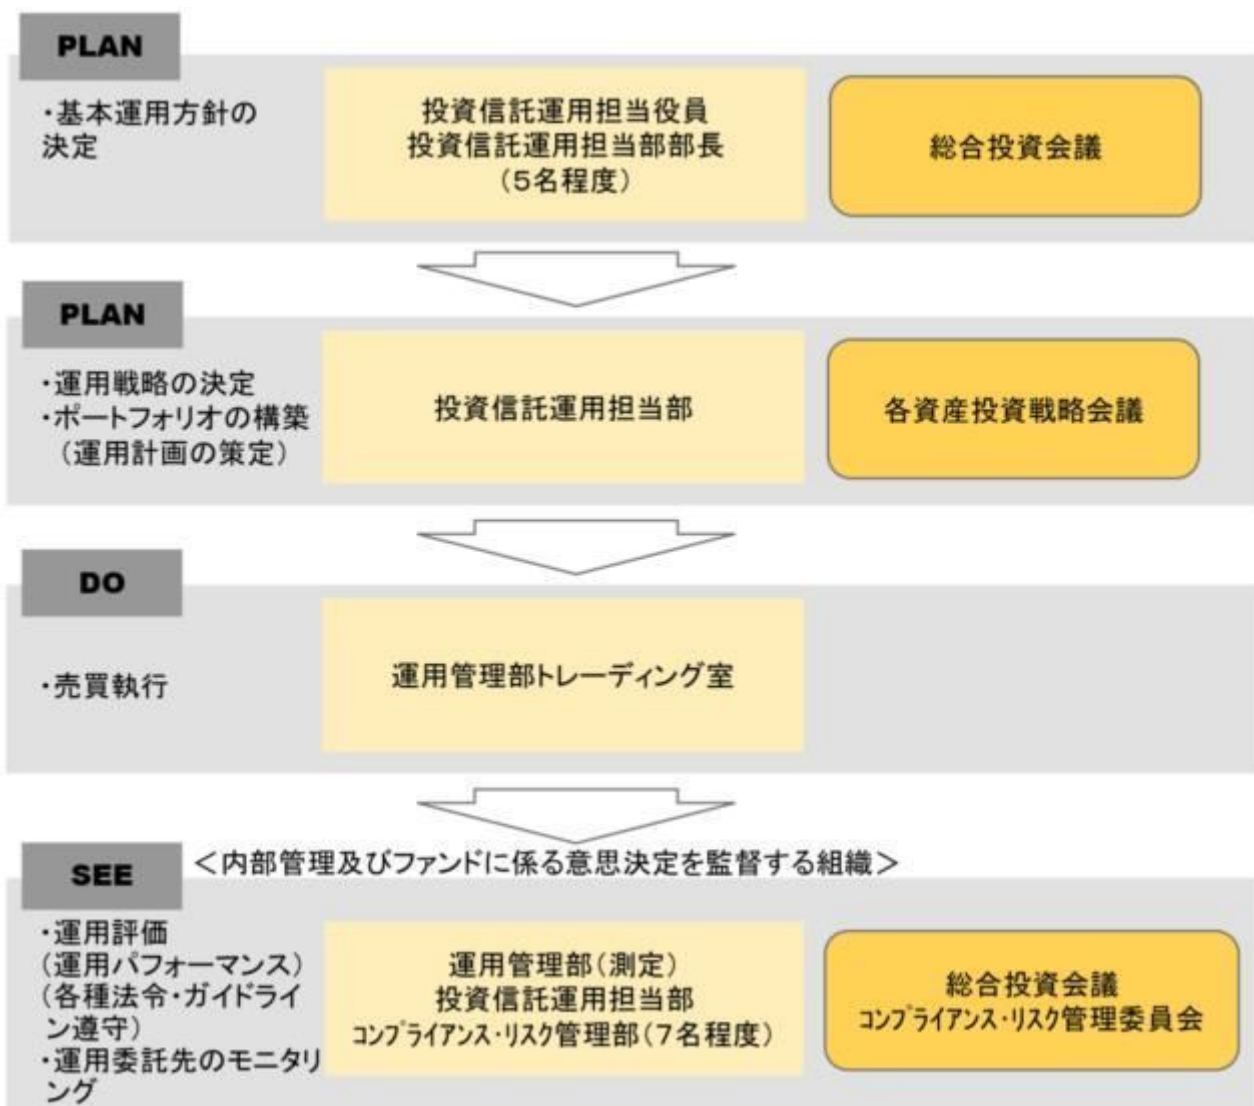 PLAN
・基本運用方針の
決定
投資信託運用担当役員
投資信託運用担当部部長
（５名程度）
総合投資会議
PLAN
・運用戦略の決定
・ポートフォリオの構築
（運用計画の策定）
投資信託運用担当部
各資産投資戦略会議
DO
・売買執行
運用管理部トレーディング室
SEE
＜内部管理及びファンドに係る意思決定を監督する組織＞
・運用評価
（運用パフォーマンス）
（各種法令・ガイドライ
ン遵守）
・運用委託先のモニタリ
ング
運用管理部（測定）
投資信託運用担当部
ｺﾝﾌﾟﾗｲｱﾝｽ・ﾘｽｸ管理部（７名程度）
総合投資会議
ｺﾝﾌﾟﾗｲｱﾝｽ・ﾘｽｸ管理委員会